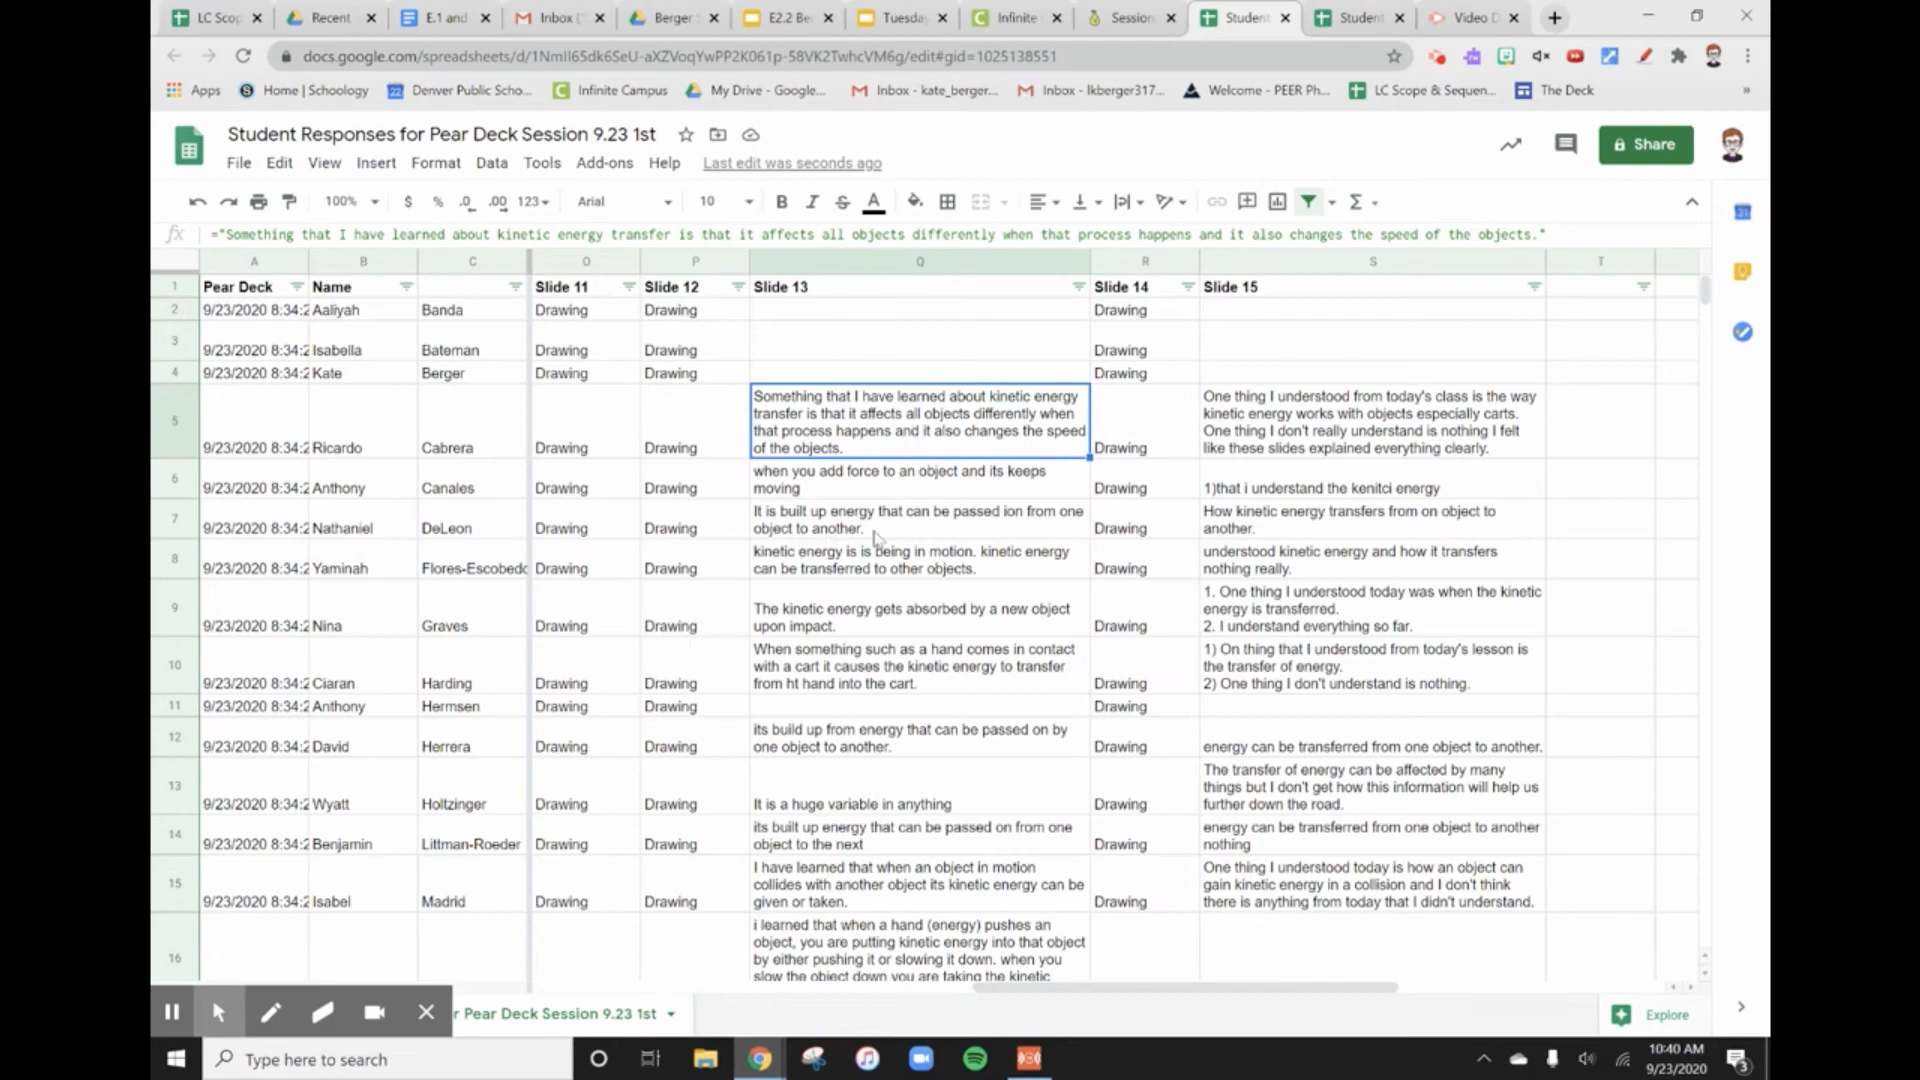 LC Scop
Recent
E.1 and
Inbox (
Berger S
E2.2 Be
Tuesday
Infinite
Session
Student
Student
Video D
docs.google.com/spreadsheets/d/1NmlI65dk6SeU-aXZVoqYwPP2K061p-58VK2TwhcVM6g/edit#gid=1025138551
Apps
Home | Schoology
Denver Public Scho...
Infinite Campus
My Drive - Google...
Inbox - kate_berger...
Inbox - lkberger317...
Welcome - PEER Ph...
LC Scope & Sequen...
The Deck
»
Student Responses for Pear Deck Session 9.23 1st
Share
File Edit View Insert Format Data Tools Add-ons Help Last edit was seconds ago
100% $ % .0 .00 123 Arial 10 B I S A
fx ="Something that I have learned about kinetic energy transfer is that it affects all objects differently when that process happens and it also changes the speed of the objects."
A B C O P Q R S T
1 Pear Deck Name Slide 11 Slide 12 Slide 13 Slide 14 Slide 15
2 9/23/2020 8:34:2 Aaliyah Banda Drawing Drawing Drawing
3 9/23/2020 8:34:2 Isabella Bateman Drawing Drawing Drawing
4 9/23/2020 8:34:2 Kate Berger Drawing Drawing Drawing
5 9/23/2020 8:34:2 Ricardo Cabrera Drawing Drawing
Something that I have learned about kinetic energy
transfer is that it affects all objects differently when
that process happens and it also changes the speed
of the objects.
Drawing
One thing I understood from today's class is the way
kinetic energy works with objects especially carts.
One thing I don't really understand is nothing I felt
like these slides explained everything clearly.
6 9/23/2020 8:34:2 Anthony Canales Drawing Drawing
when you add force to an object and its keeps
moving
Drawing
1)that i understand the kenitci energy
7 9/23/2020 8:34:2 Nathaniel DeLeon Drawing Drawing
It is built up energy that can be passed ion from one
object to another.
Drawing
How kinetic energy transfers from on object to
another.
8 9/23/2020 8:34:2 Yaminah Flores-Escobedo Drawing Drawing
kinetic energy is is being in motion. kinetic energy
can be transferred to other objects.
Drawing
understood kinetic energy and how it transfers
nothing really.
9 9/23/2020 8:34:2 Nina Graves Drawing Drawing
The kinetic energy gets absorbed by a new object
upon impact.
Drawing
1. One thing I understood today was when the kinetic
energy is transferred.
2. I understand everything so far.
10 9/23/2020 8:34:2 Ciaran Harding Drawing Drawing
When something such as a hand comes in contact
with a cart it causes the kinetic energy to transfer
from ht hand into the cart.
Drawing
1) On thing that I understood from today's lesson is
the transfer of energy.
2) One thing I don't understand is nothing.
11 9/23/2020 8:34:2 Anthony Hermsen Drawing Drawing Drawing
12 9/23/2020 8:34:2 David Herrera Drawing Drawing
its build up from energy that can be passed on by
one object to another.
Drawing
energy can be transferred from one object to another.
13 9/23/2020 8:34:2 Wyatt Holtzinger Drawing Drawing
It is a huge variable in anything
Drawing
The transfer of energy can be affected by many
things but I don't get how this information will help us
further down the road.
14 9/23/2020 8:34:2 Benjamin Littman-Roeder Drawing Drawing
its built up energy that can be passed on from one
object to the next
Drawing
energy can be transferred from one object to another
nothing
15 9/23/2020 8:34:2 Isabel Madrid Drawing Drawing
I have learned that when an object in motion
collides with another object its kinetic energy can be
given or taken.
Drawing
One thing I understood today is how an object can
gain kinetic energy in a collision and I don't think
there is anything from today that I didn't understand.
16
i learned that when a hand (energy) pushes an
object, you are putting kinetic energy into that object
by either pushing it or slowing it down. when you
slow the object down you are taking the kinetic
r Pear Deck Session 9.23 1st
Explore
Type here to search
10:40 AM
9/23/2020
3